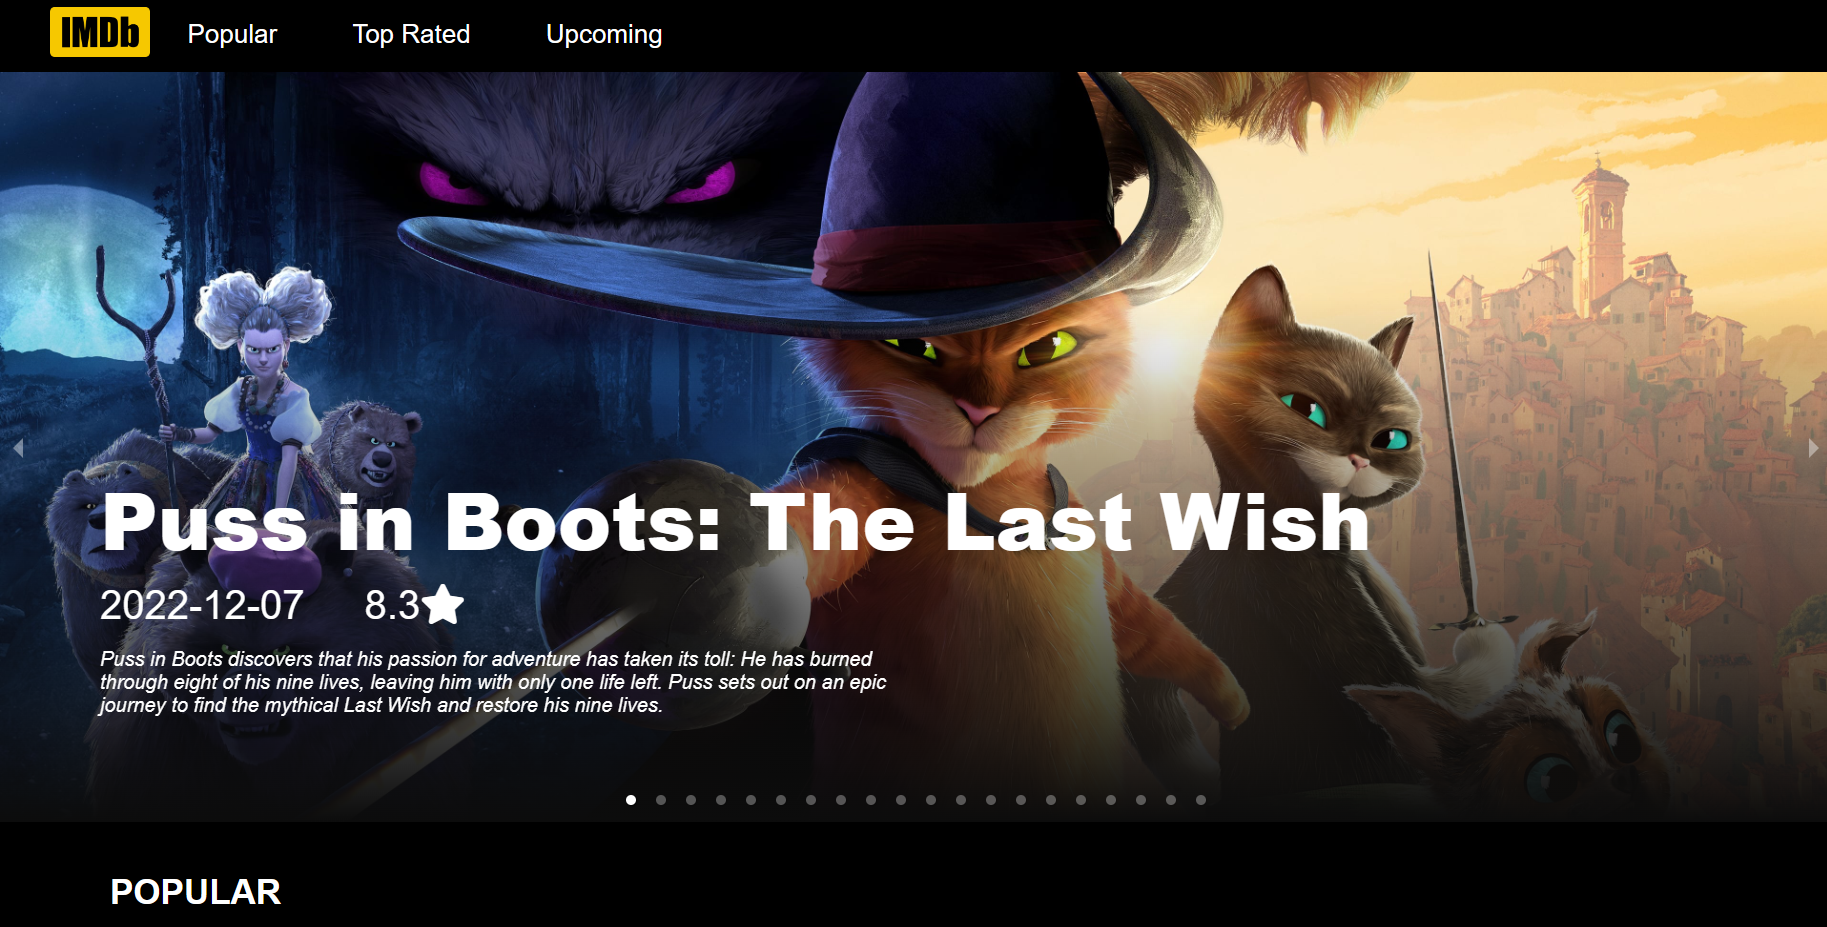 IMDb Popular Top Rated Upcoming
Puss in Boots: The Last Wish
2022-12-07 8.3
Puss in Boots discovers that his passion for adventure has taken its toll: He has burned
through eight of his nine lives, leaving him with only one life left. Puss sets out on an epic
journey to find the mythical Last Wish and restore his nine lives.
POPULAR